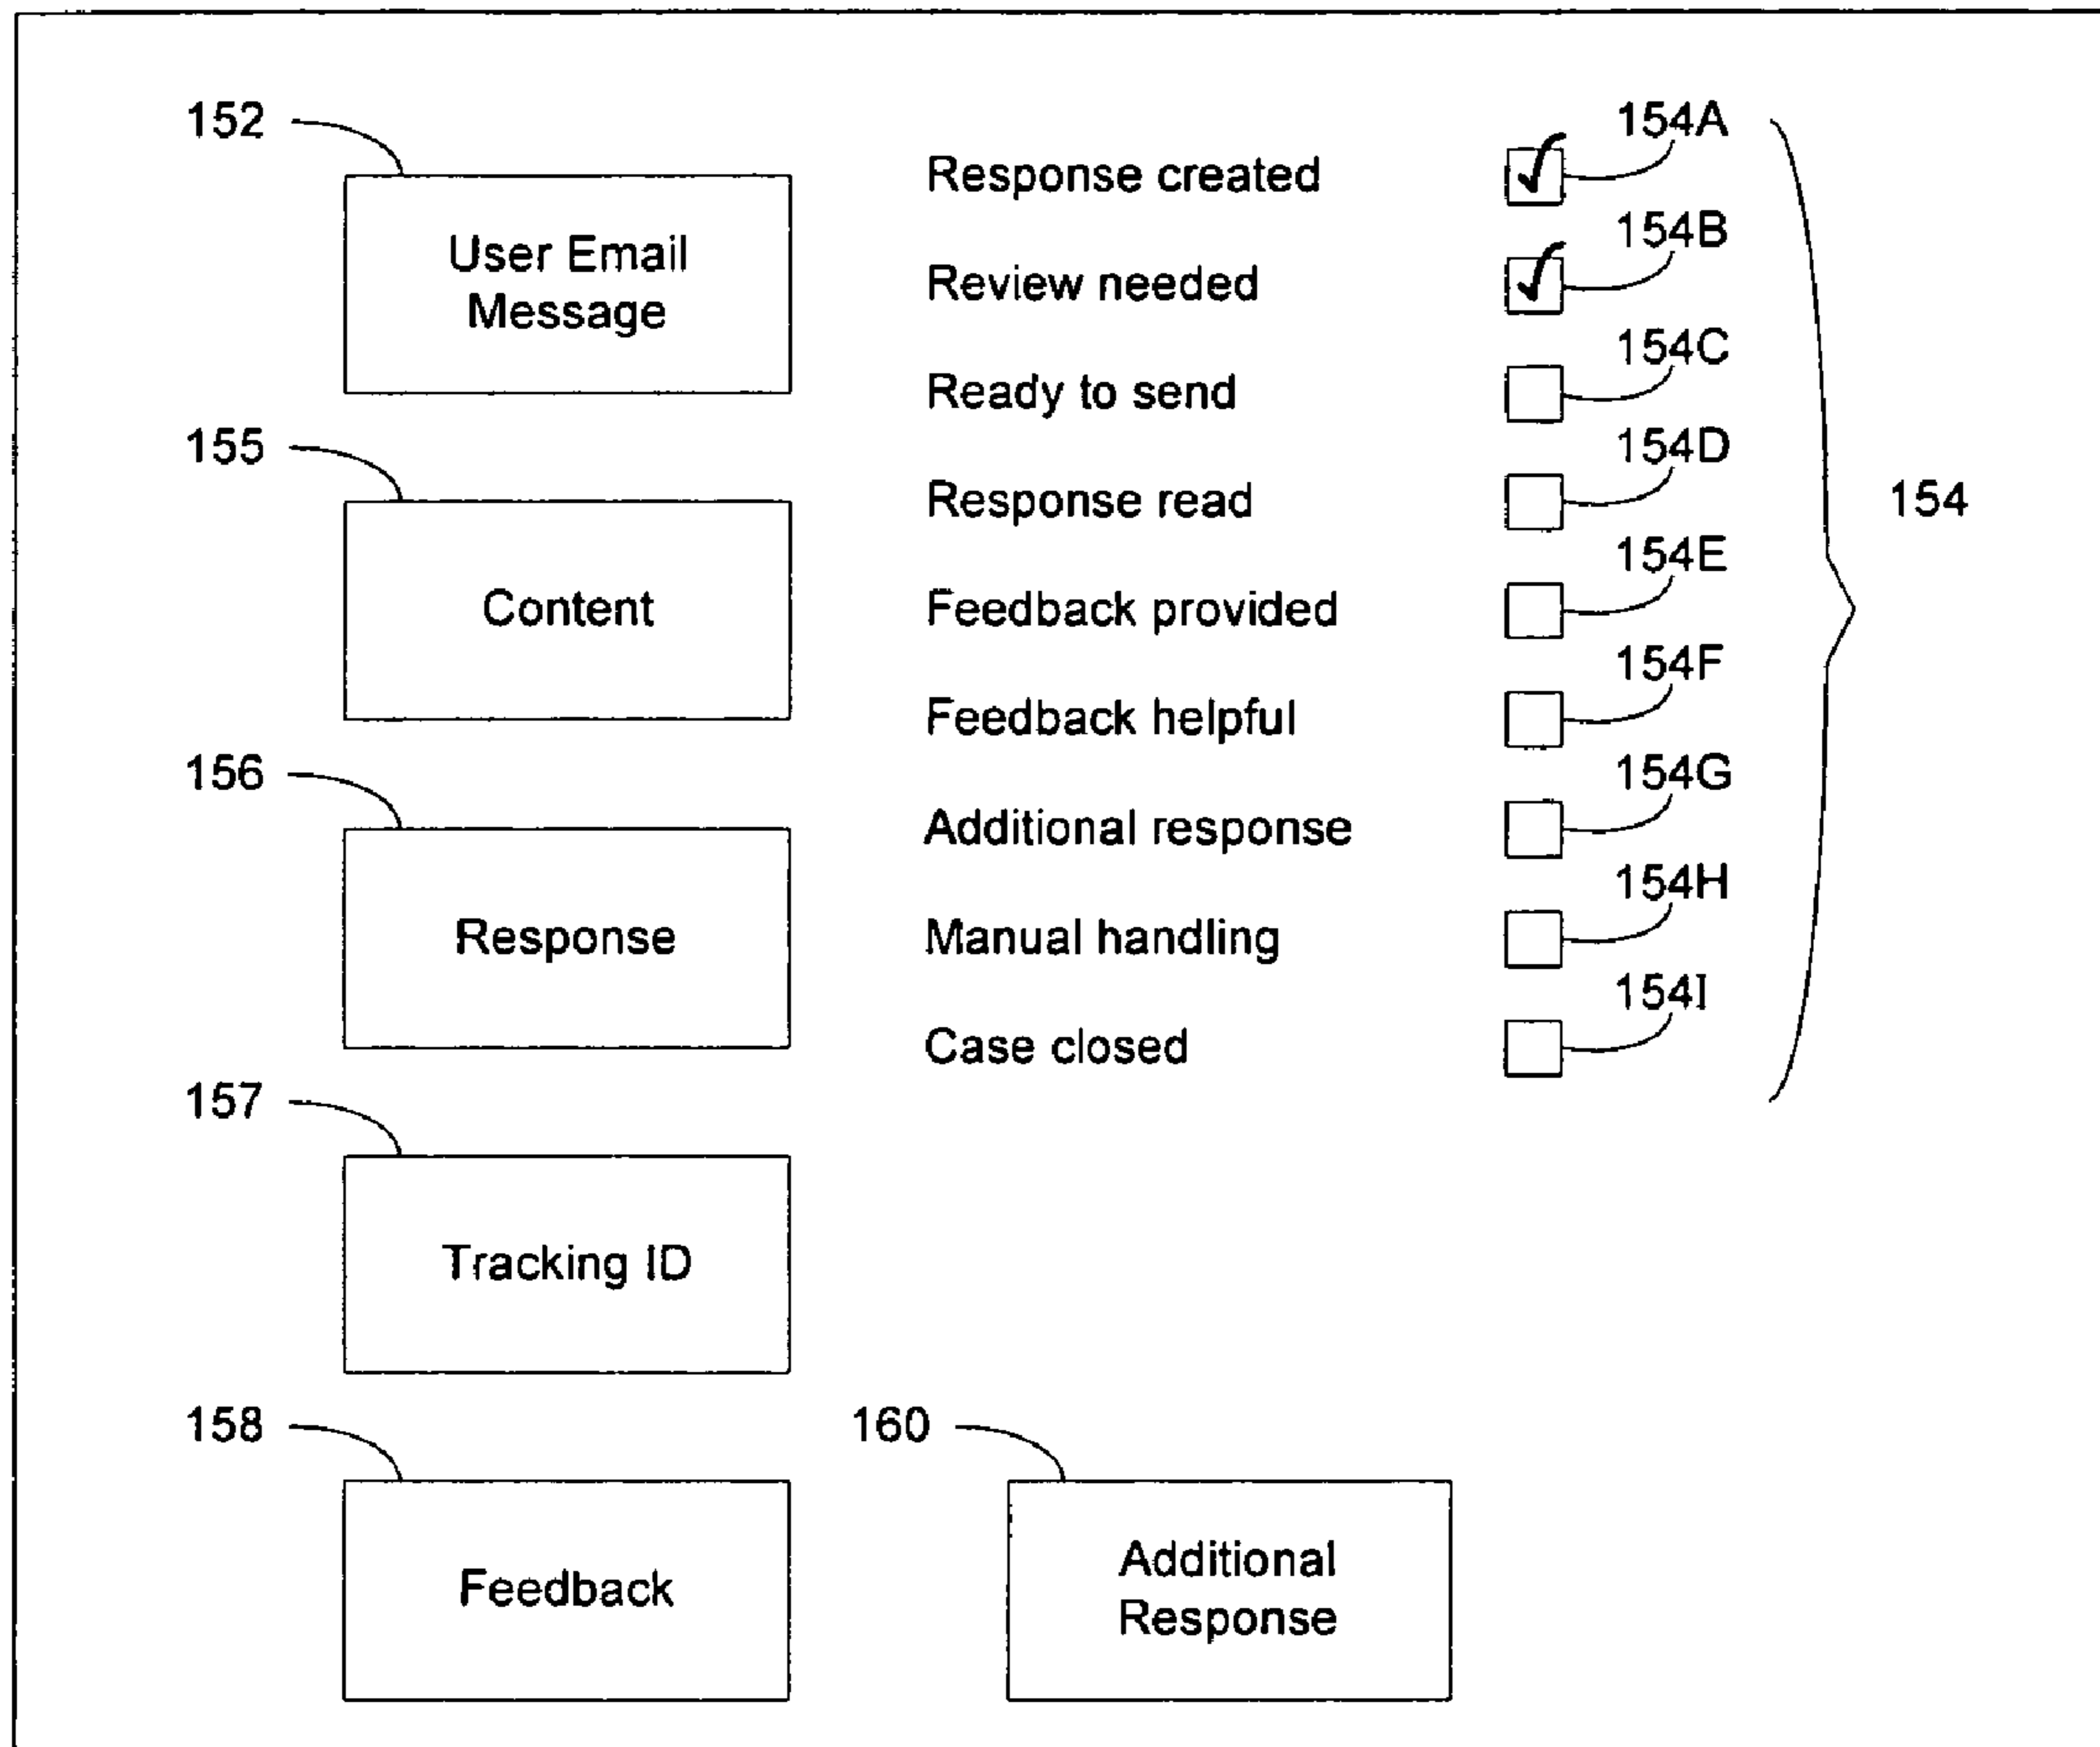 152
User Email
Message
155
Content
156
Response
157
Tracking ID
158
Feedback
160
Additional
Response
Response created
154A
Review needed
154B
Ready to send
154C
Response read
154D
Feedback provided
154E
Feedback helpful
154F
Additional response
154G
Manual handling
154H
Case closed
154I
154